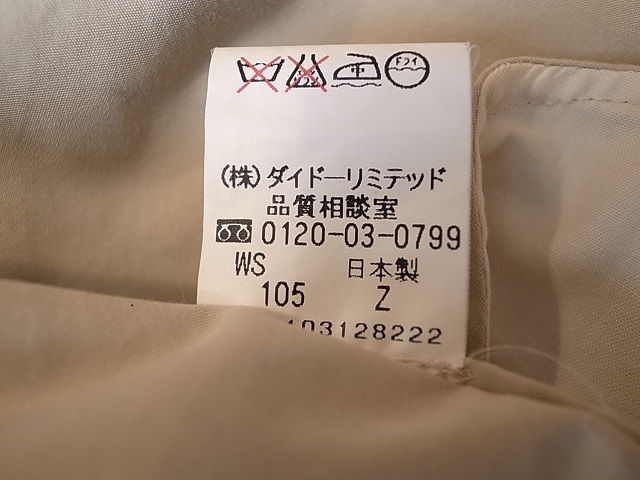 中 ドライ
(株)ダイドーリミテッド
品質相談室
0120-03-0799
WS 日本製
105 Z
103128222